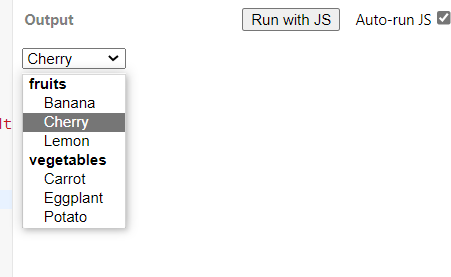 Output Run with JS Auto-run JS
Cherry
fruits
Banana
Cherry
Lemon
vegetables
Carrot
Eggplant
Potato